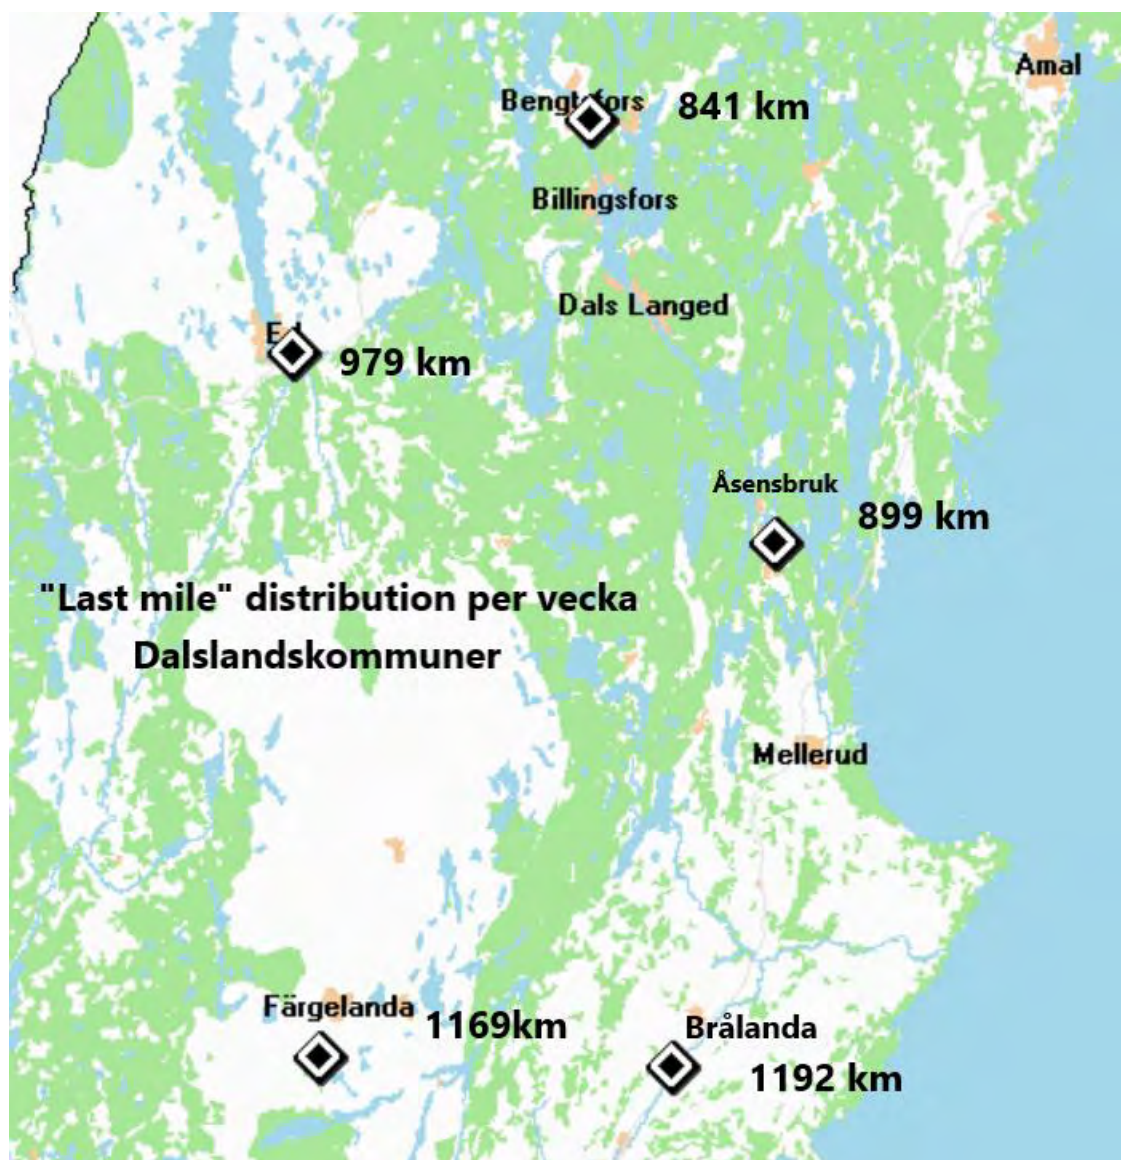 Amal
Bengtsfors
841 km
Billingsfors
Dals Langed
979 km
Åsensbruk
899 km
"Last mile" distribution per vecka
Dalslandskommuner
Mellerud
Färgelanda
1169km
Brålanda
1192 km